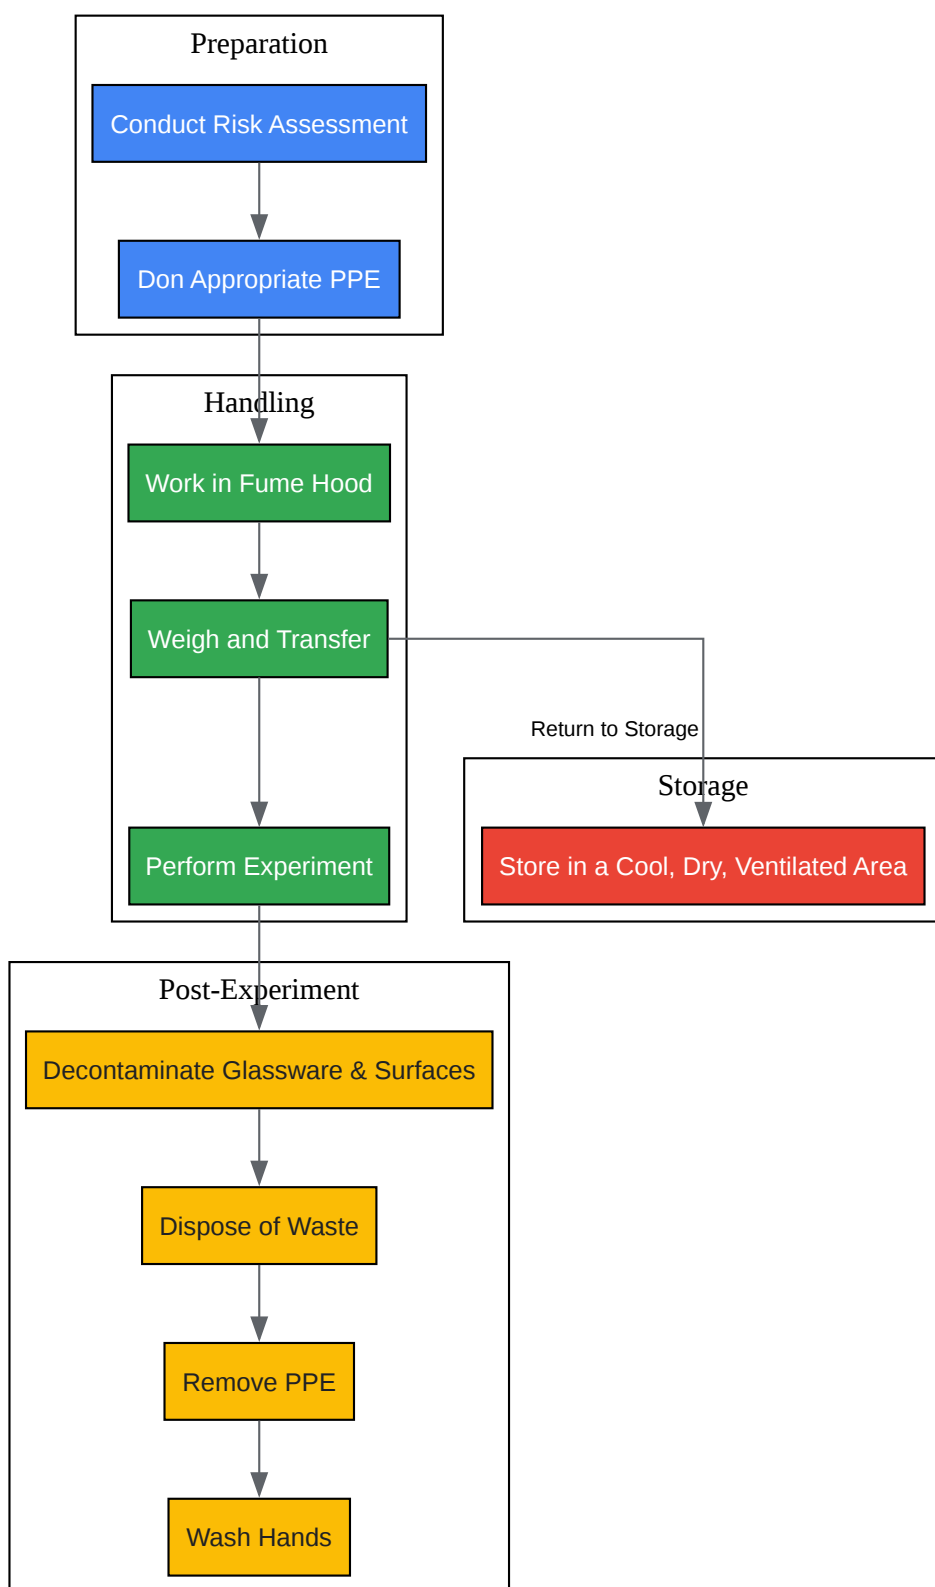 Preparation
Conduct Risk Assessment
Don Appropriate PPE
Handling
Work in Fume Hood
Weigh and Transfer
Return to Storage
Storage
Perform Experiment
Store in a Cool, Dry, Ventilated Area
Post-Experiment
Decontaminate Glassware & Surfaces
Dispose of Waste
Remove PPE
Wash Hands